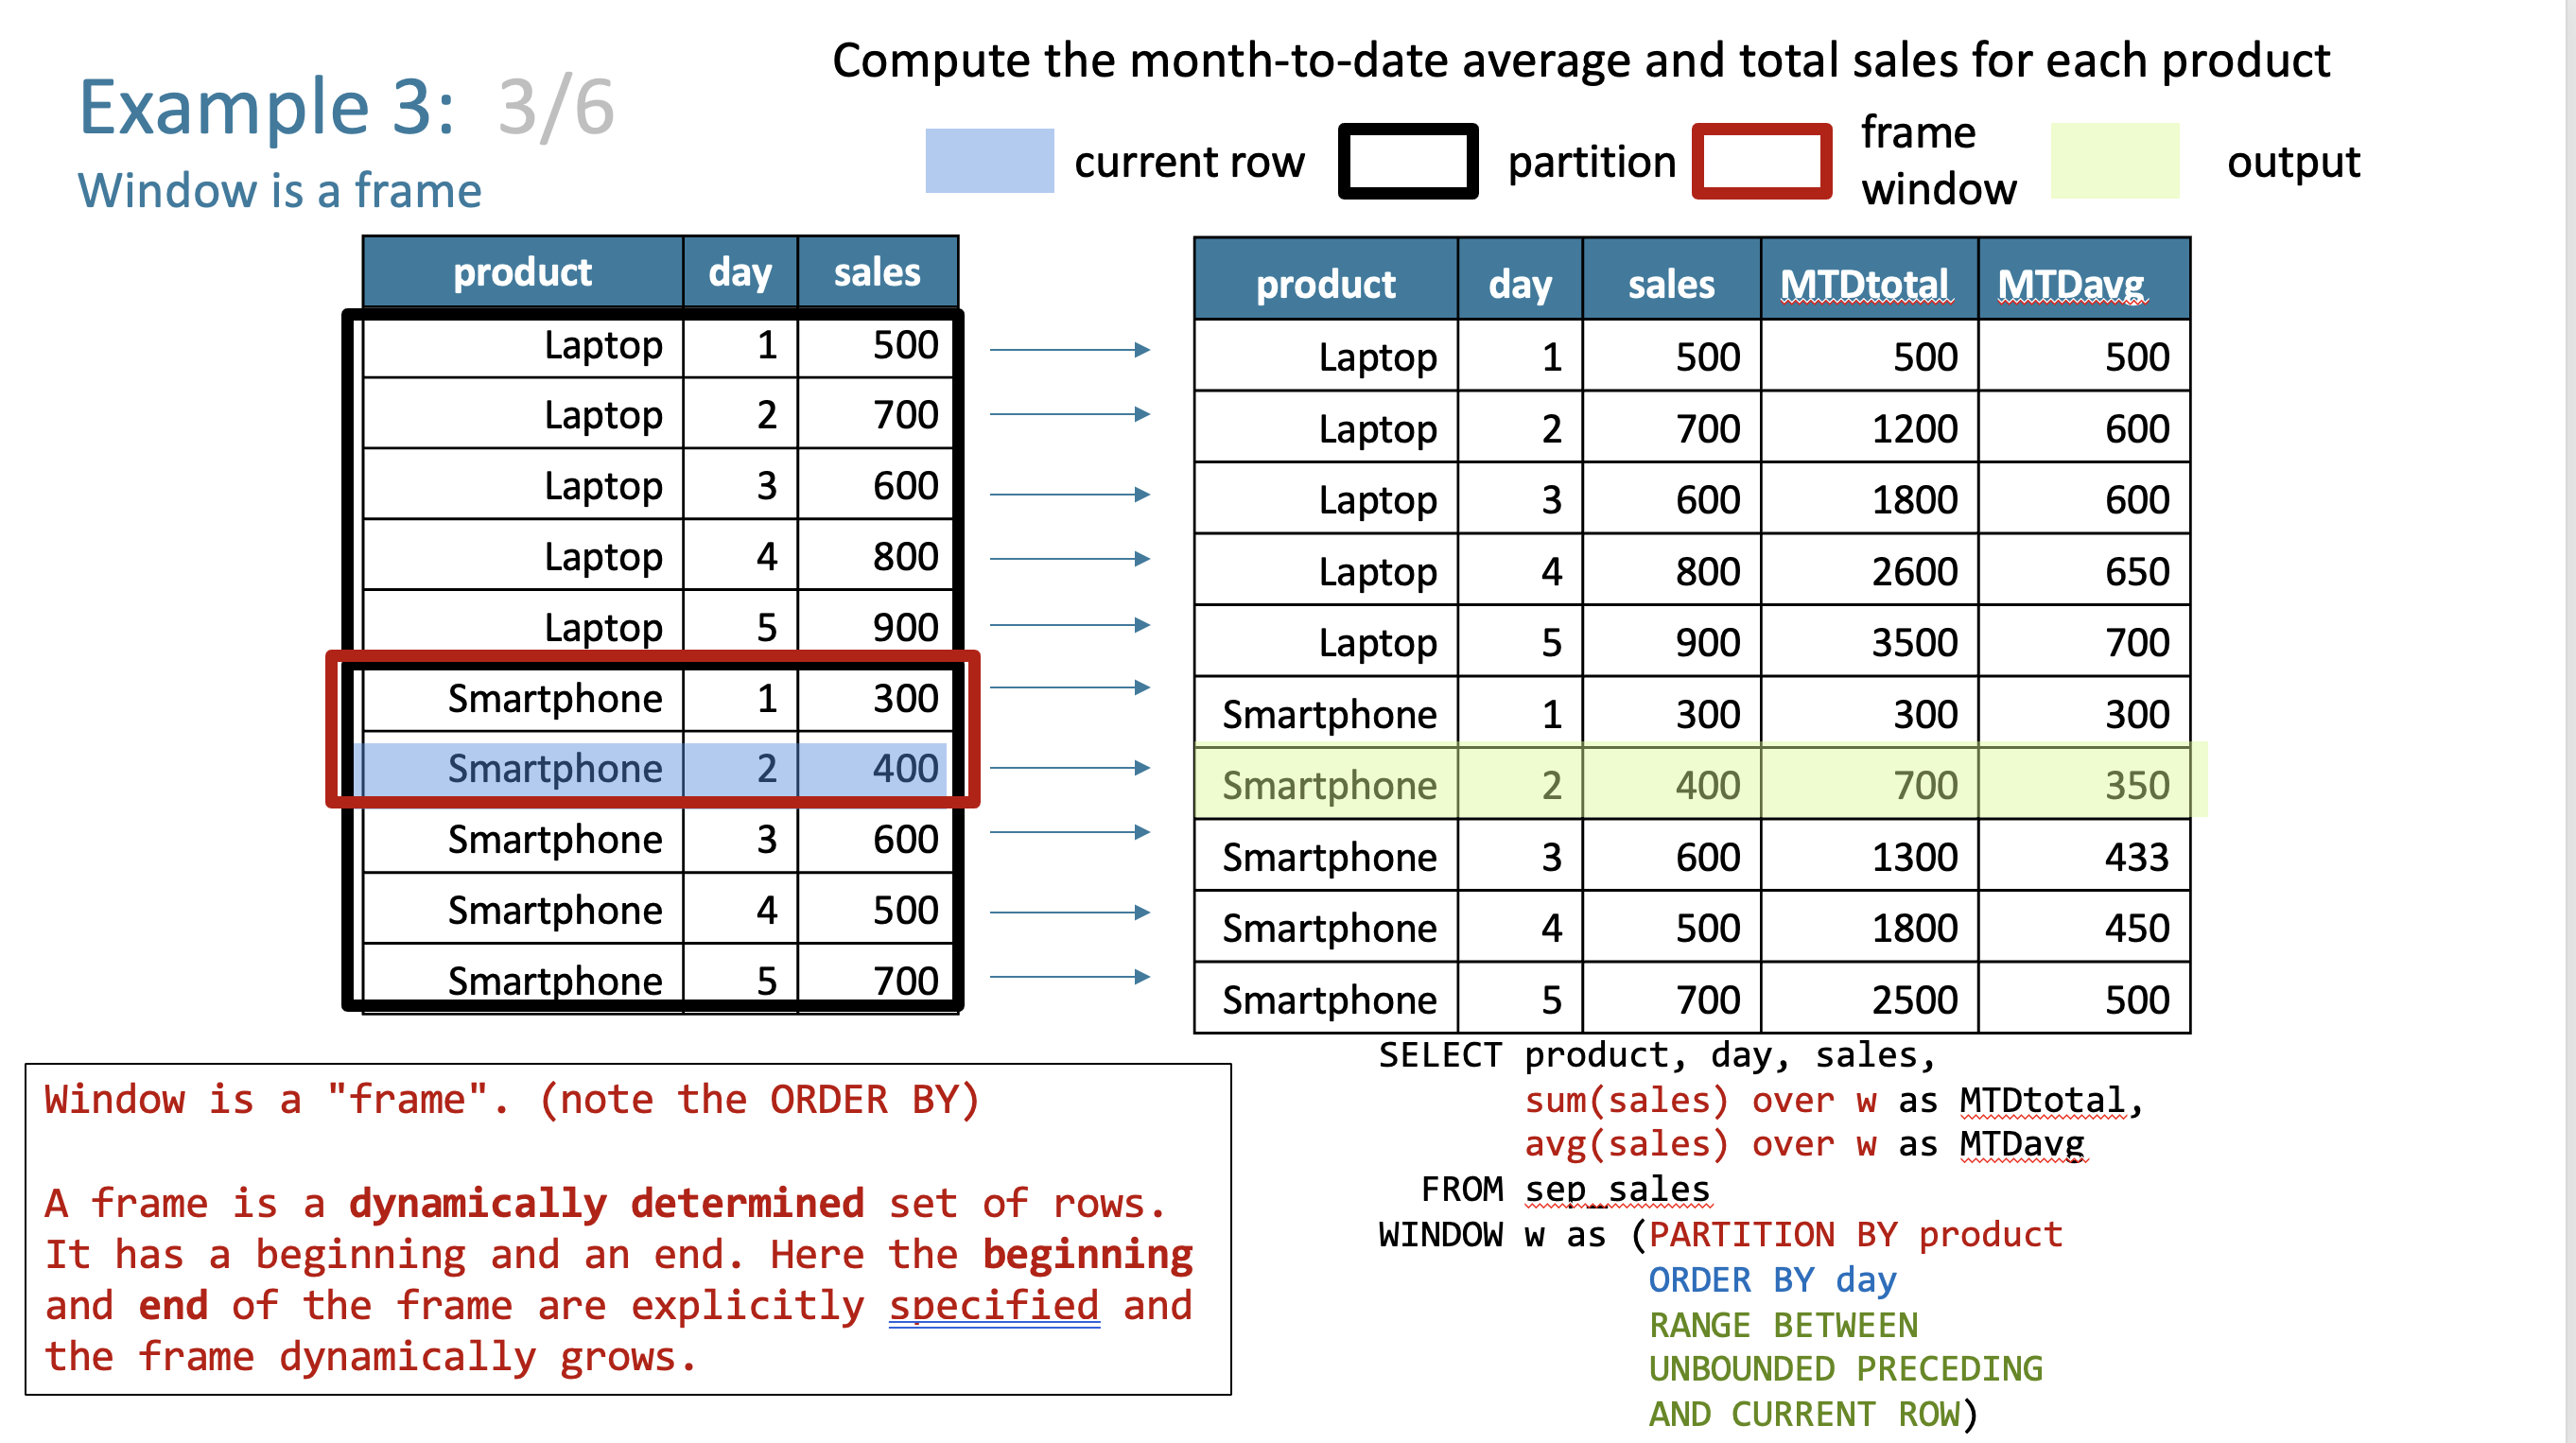 Compute the month-to-date average and total sales for each product
Example 3: 3/6
Window is a frame
current row
partition
frame
window
output
product day sales
Laptop 1 500
Laptop 2 700
Laptop 3 600
Laptop 4 800
Laptop 5 900
Smartphone 1 300
Smartphone 2 400
Smartphone 3 600
Smartphone 4 500
Smartphone 5 700
product day sales MTDtotal MTDavg
Laptop 1 500 500 500
Laptop 2 700 1200 600
Laptop 3 600 1800 600
Laptop 4 800 2600 650
Laptop 5 900 3500 700
Smartphone 1 300 300 300
Smartphone 2 400 700 350
Smartphone 3 600 1300 433
Smartphone 4 500 1800 450
Smartphone 5 700 2500 500
Window is a "frame". (note the ORDER BY)
A frame is a dynamically determined set of rows.
It has a beginning and an end. Here the beginning
and end of the frame are explicitly specified and
the frame dynamically grows.
SELECT product, day, sales,
sum(sales) over w as MTDtotal,
avg(sales) over w as MTDavg
FROM sep_sales
WINDOW w as (PARTITION BY product
ORDER BY day
RANGE BETWEEN
UNBOUNDED PRECEDING
AND CURRENT ROW)